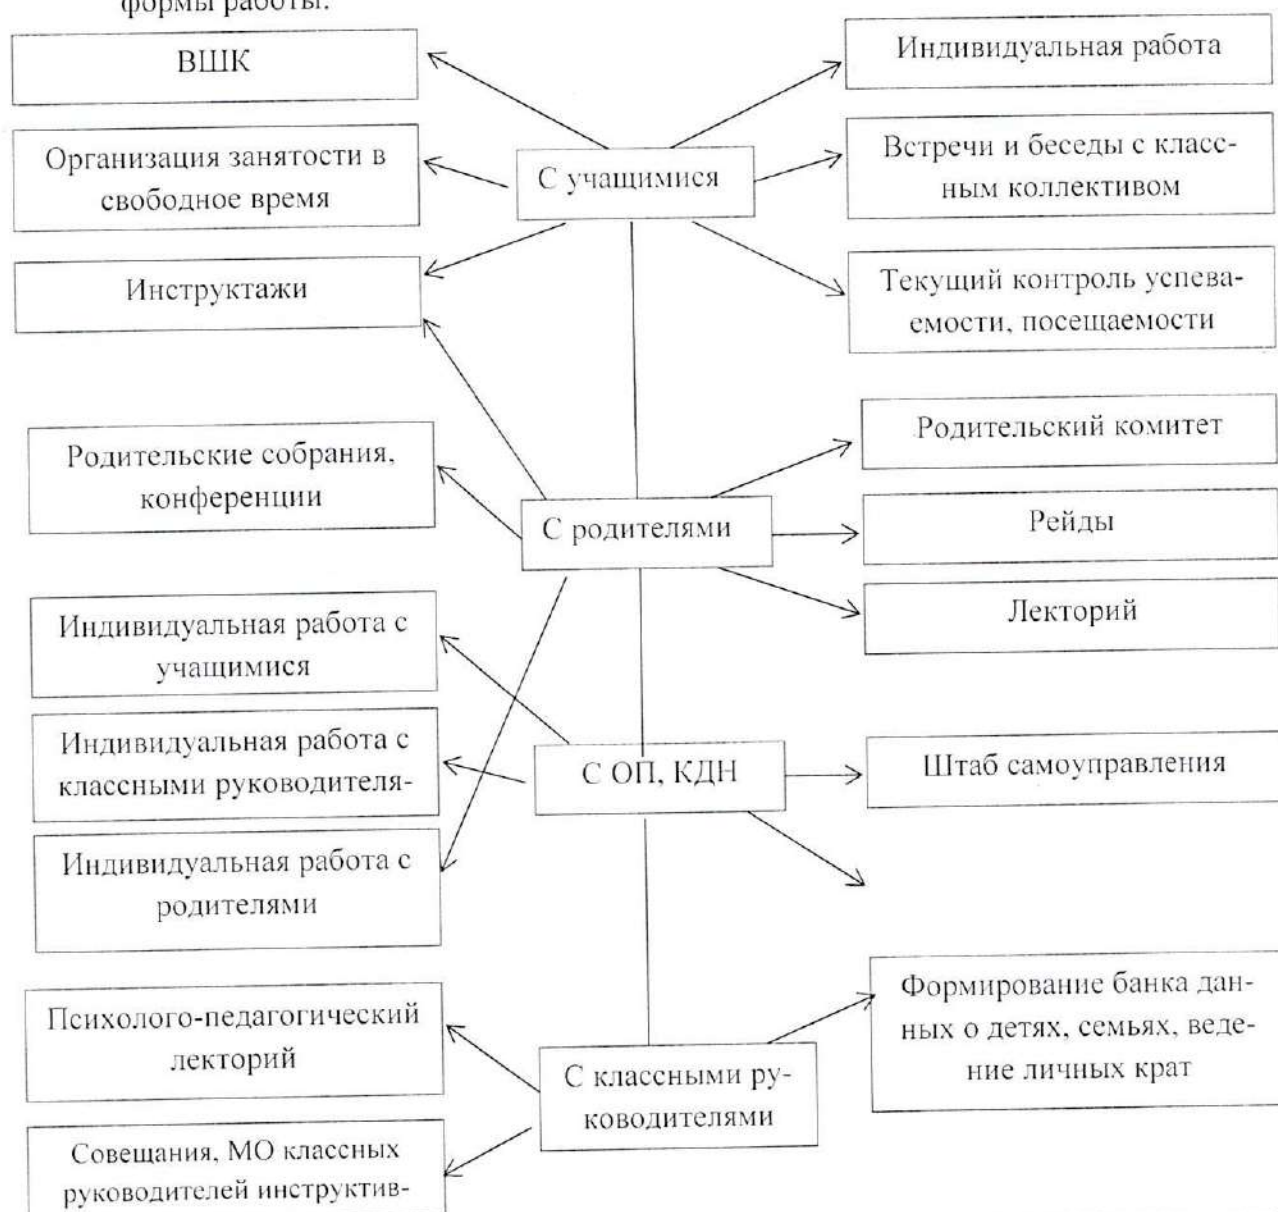 формы работы:
ВШК
Индивидуальная работа
Организация занятости в
свободное время
С учащимися
Встречи и беседы с класс-
ным коллективом
Инструктажи
Текущий контроль успева-
емости, посещаемости
Родительские собрания,
конференции
С родителями
Родительский комитет
Рейды
Лекторий
Индивидуальная работа с
учащимися
Индивидуальная работа с
классными руководителя-
С ОП, КДН
Штаб самоуправления
Индивидуальная работа с
родителями
Психолого-педагогический
лекторий
С классными ру-
ководителями
Формирование банка дан-
ных о детях, семьях, веде-
ние личных крат
Совещания, МО классных
руководителей инструктив-